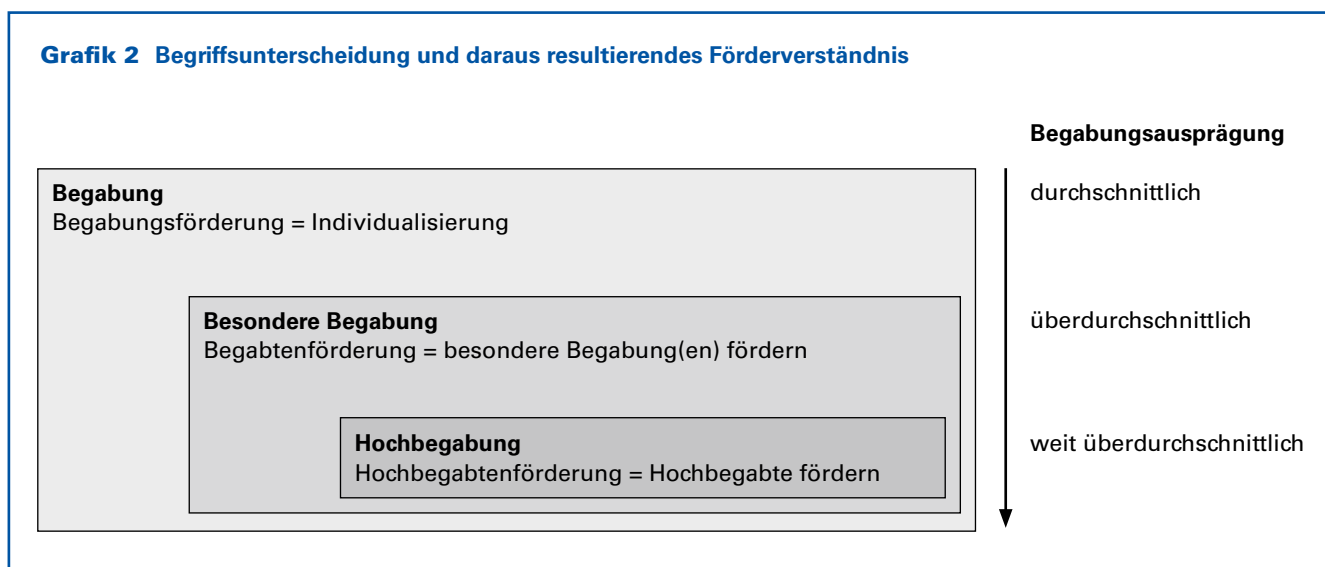 Grafik 2 Begriffsunterscheidung und daraus resultierendes Förderverständnis
Begabungsausprägung
Begabung
Begabungsförderung = Individualisierung
durchschnittlich
Besondere Begabung
Begabtenförderung = besondere Begabung(en) fördern
überdurchschnittlich
Hochbegabung
Hochbegabtenförderung = Hochbegabte fördern
weit überdurchschnittlich